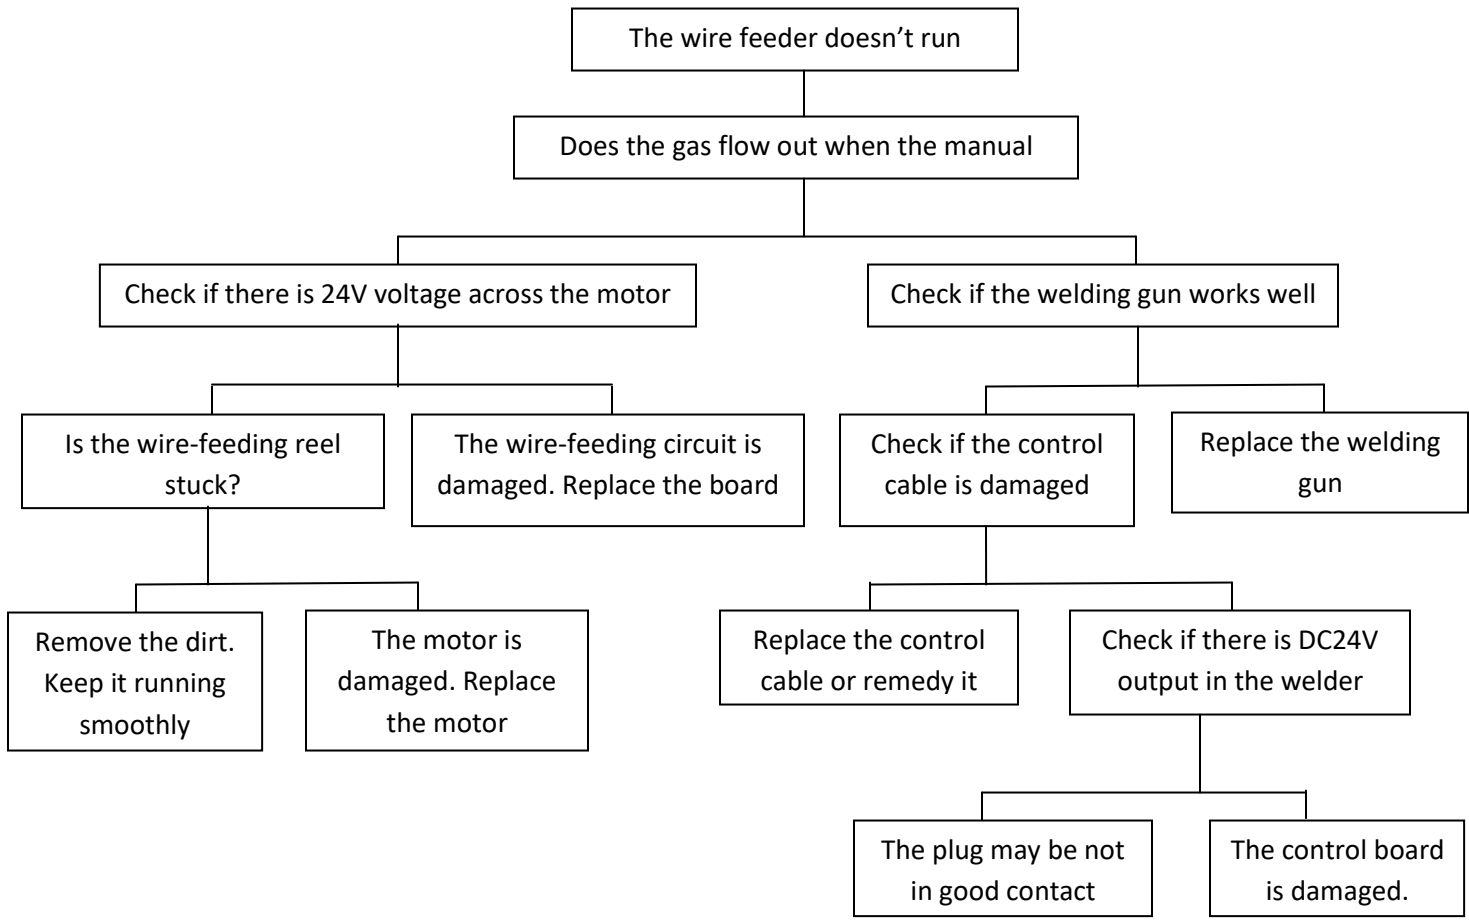 The wire feeder doesn’t run
Does the gas flow out when the manual
Check if there is 24V voltage across the motor
Check if the welding gun works well
Is the wire-feeding reel
stuck?
The wire-feeding circuit is
damaged. Replace the board
Check if the control
cable is damaged
Replace the welding
gun
Remove the dirt.
Keep it running
smoothly
The motor is
damaged. Replace
the motor
Replace the control
cable or remedy it
Check if there is DC24V
output in the welder
The plug may be not
in good contact
The control board
is damaged.